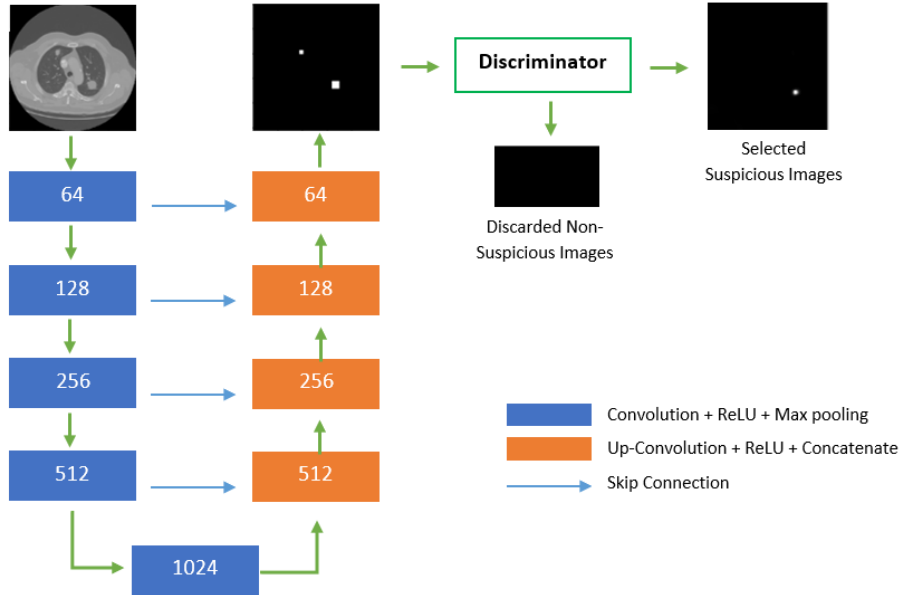 Discriminator
Selected
Suspicious Images
Discarded Non-
Suspicious Images
64
64
128
128
256
256
512
512
1024
Convolution + ReLU + Max pooling
Up-Convolution + ReLU + Concatenate
Skip Connection